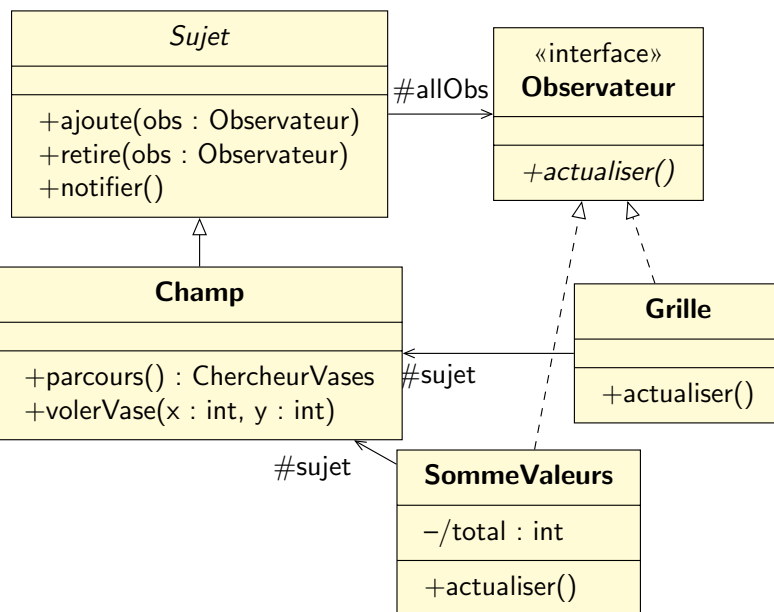 Sujet
+ajoute(obs : Observateur)
+retire(obs : Observateur)
+notifier()
#allObs
«interface»
Observateur
+actualiser()
Champ
+parcours() : ChercheurVases
+volerVase(x : int, y : int)
#sujet
Grille
+actualiser()
#sujet
SommeValeurs
–/total : int
+actualiser()